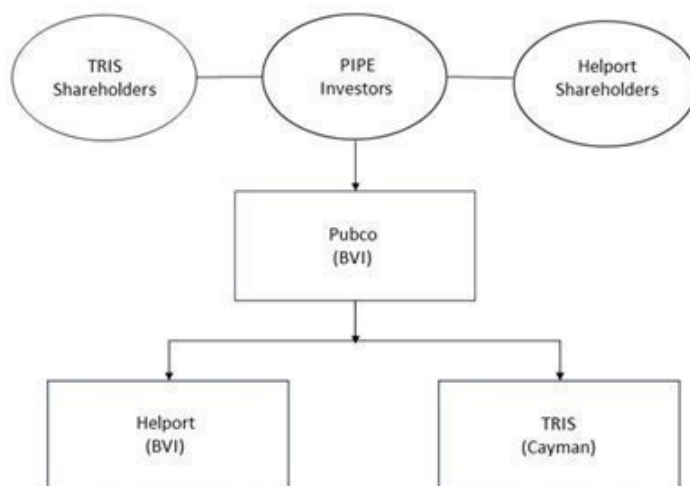 TRIS
Shareholders
PIPE
Investors
Helport
Shareholders
Pubco
(BVI)
Helport
(BVI)
TRIS
(Cayman)